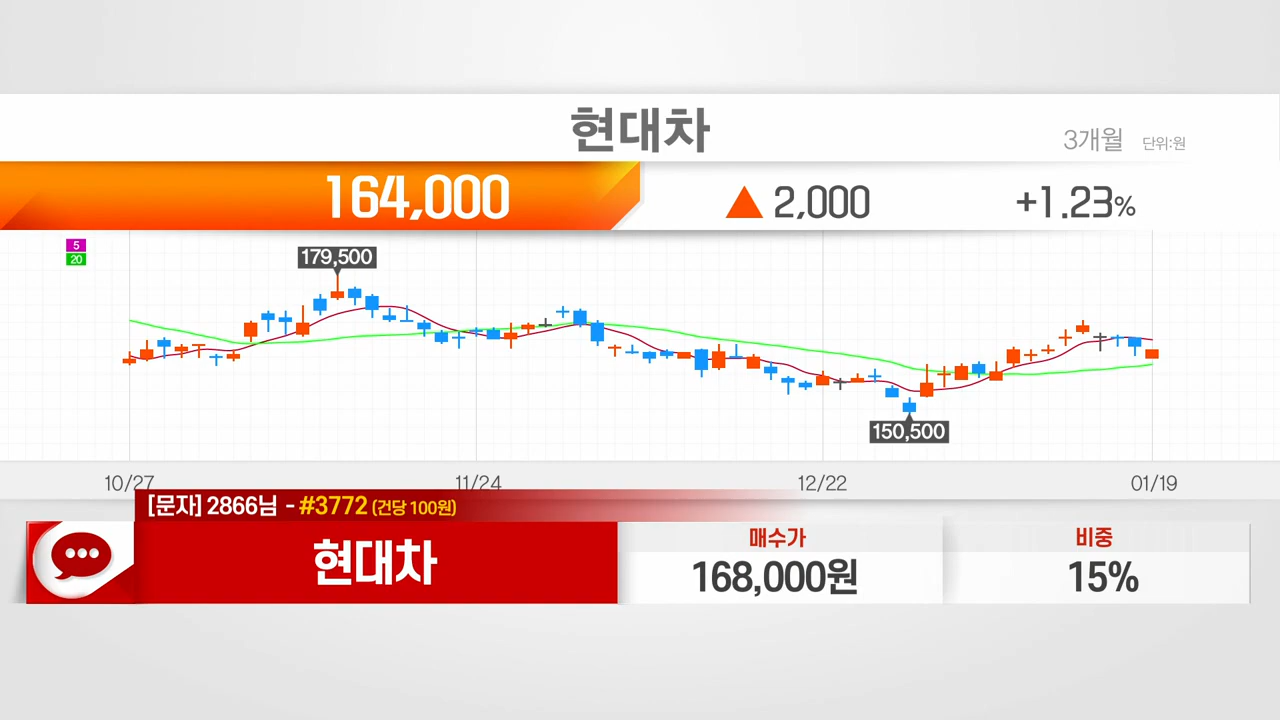 현대차
3개월 단위:원
164,000 ▲ 2,000 +1.23%
5
20
179,500
150,500
10/27 11/24 12/22 01/19
[문자] 2866님 - #3772 (건당 100원)
현대차
매수가
168,000원
비중
15%